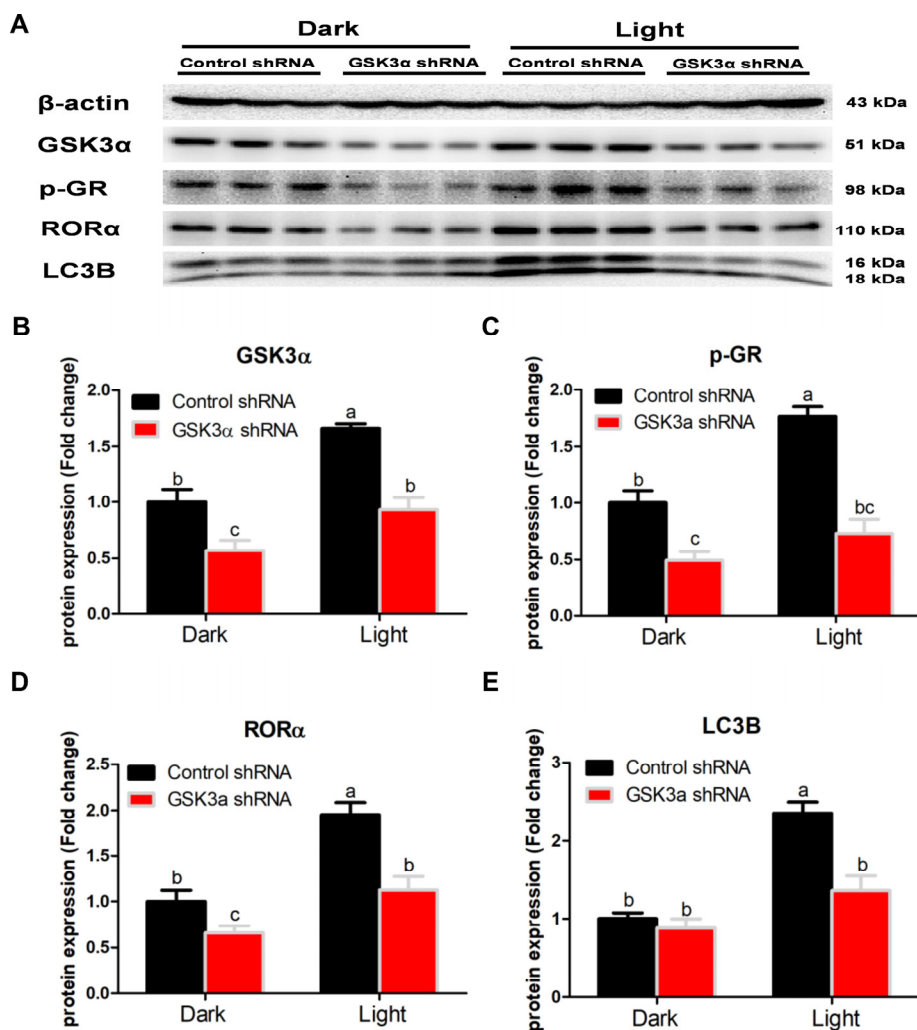 A
Dark Light
Control shRNA GSK3α shRNA Control shRNA GSK3α shRNA
β-actin 43 kDa
GSK3α 51 kDa
p-GR 98 kDa
RORα 110 kDa
LC3B 16 kDa
18 kDa
B
GSK3α
protein expression (Fold change)
2.0
1.5
1.0
0.5
0.0
Control shRNA
GSK3α shRNA
b
c
a
b
Dark Light
C
p-GR
protein expression (Fold change)
2.0
1.5
1.0
0.5
0.0
Control shRNA
GSK3a shRNA
b
c
a
bc
Dark Light
D
RORα
protein expression (Fold change)
2.5
2.0
1.5
1.0
0.5
0.0
Control shRNA
GSK3a shRNA
b
c
a
b
Dark Light
E
LC3B
protein expression (Fold change)
3
2
1
0
Control shRNA
GSK3a shRNA
b
b
a
b
Dark Light